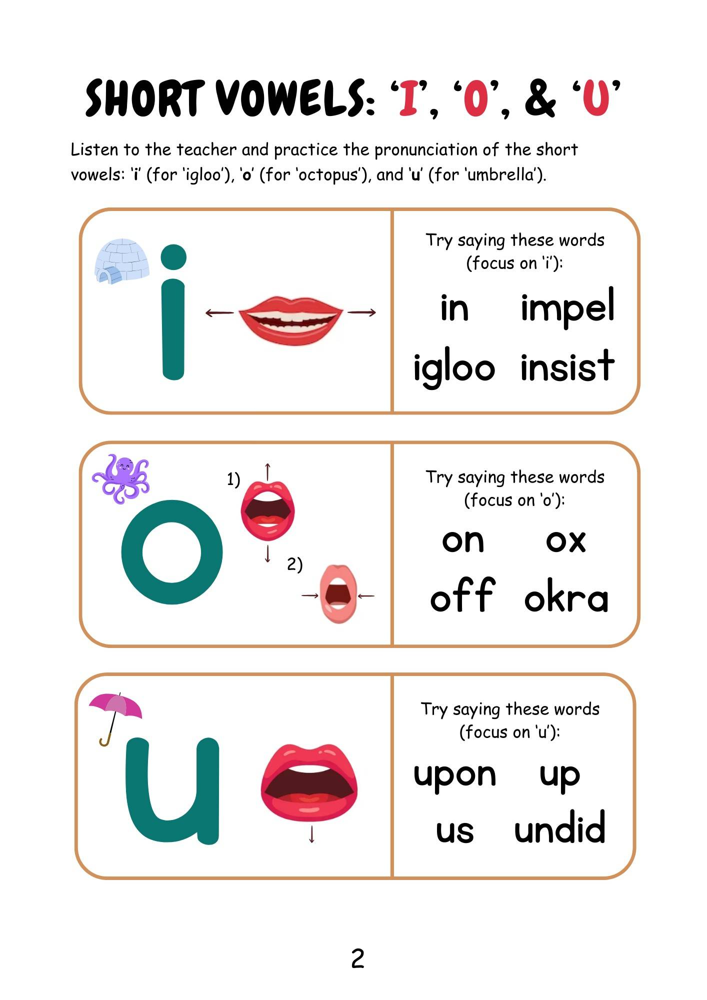 SHORT VOWELS: ‘I’, ‘O’, & ‘U’
Listen to the teacher and practice the pronunciation of the short
vowels: ‘i’ (for ‘igloo’), ‘o’ (for ‘octopus’), and ‘u’ (for ‘umbrella’).
i
Try saying these words
(focus on ‘i’):
in impel
igloo insist
o
1)
2)
Try saying these words
(focus on ‘o’):
on ox
off okra
u
Try saying these words
(focus on ‘u’):
upon up
us undid
2